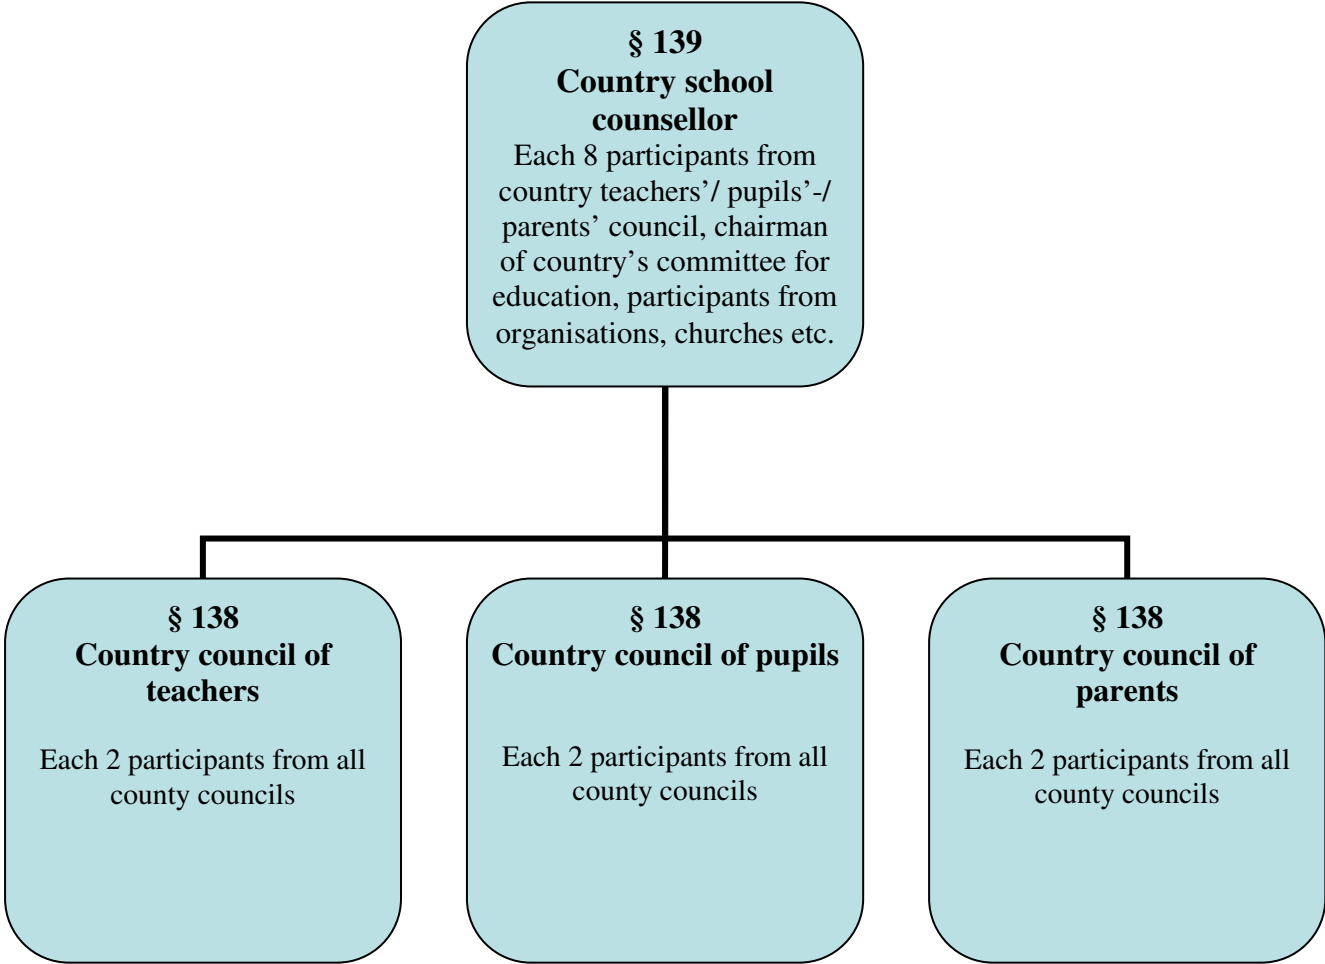 § 139
Country school
counsellor
Each 8 participants from
country teachers’/ pupils’-/
parents’ council, chairman
of country’s committee for
education, participants from
organisations, churches etc.
§ 138
Country council of
teachers
Each 2 participants from all
county councils
§ 138
Country council of pupils
Each 2 participants from all
county councils
§ 138
Country council of
parents
Each 2 participants from all
county councils